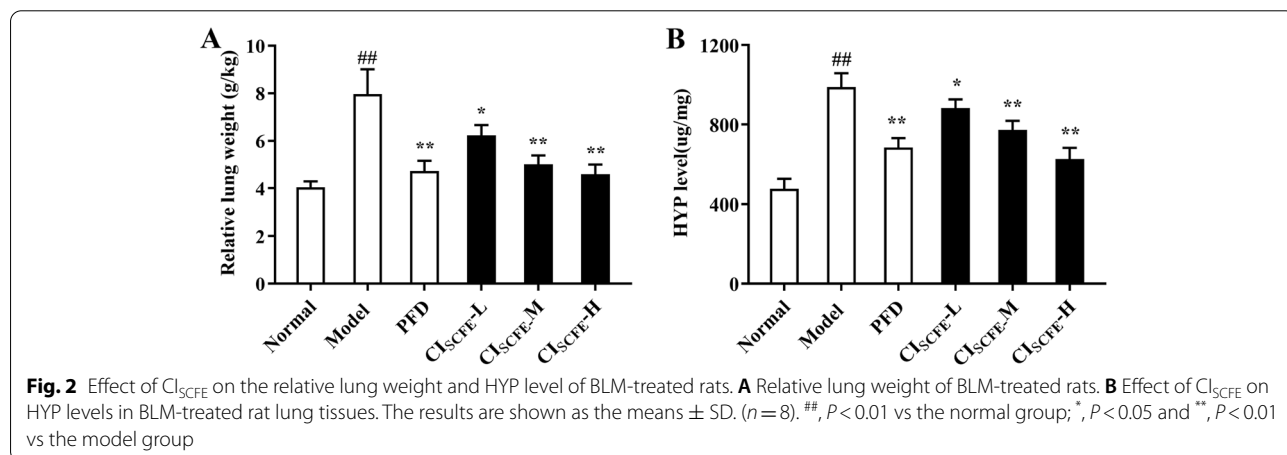 A
B
Relative lung weight (g/kg)
10
8
6
4
2
0
##
**
*
**
**
Normal
Model
PFD
CISCFE-L
CISCFE-M
CISCFE-H
HYP level(ug/mg)
1200
800
400
0
##
**
*
**
**
Normal
Model
PFD
CISCFE-L
CISCFE-M
CISCFE-H
Fig. 2 Effect of CISCFE on the relative lung weight and HYP level of BLM-treated rats. A Relative lung weight of BLM-treated rats. B Effect of CISCFE on
HYP levels in BLM-treated rat lung tissues. The results are shown as the means ± SD. (n = 8). ##, P < 0.01 vs the normal group; *, P < 0.05 and **, P < 0.01
vs the model group